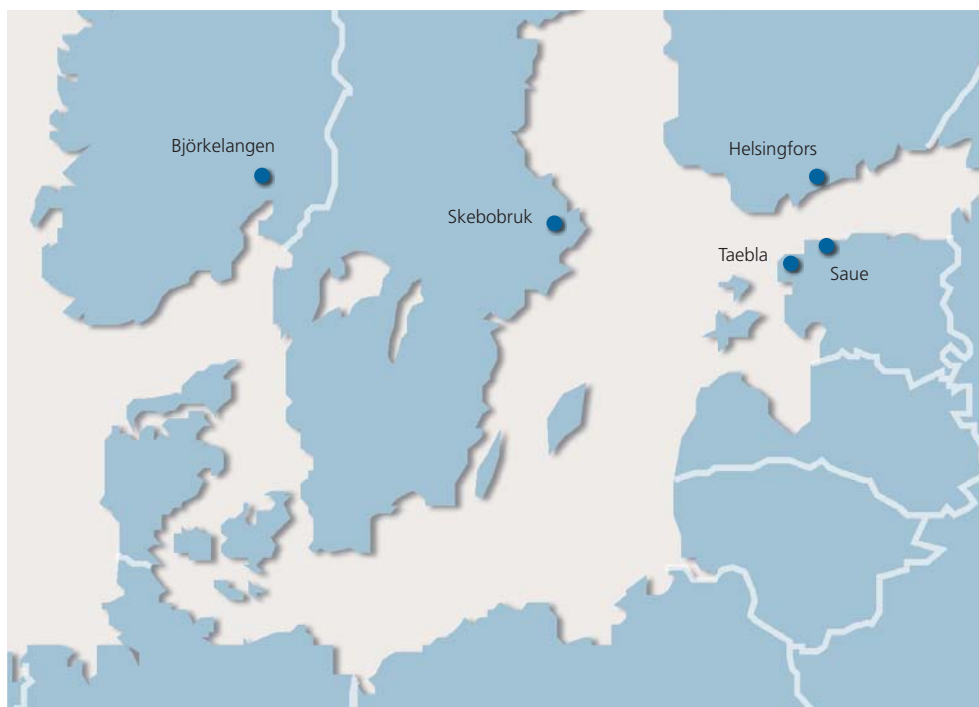 Björkelangen
Helsingfors
Skebobruk
Taebla
Saue